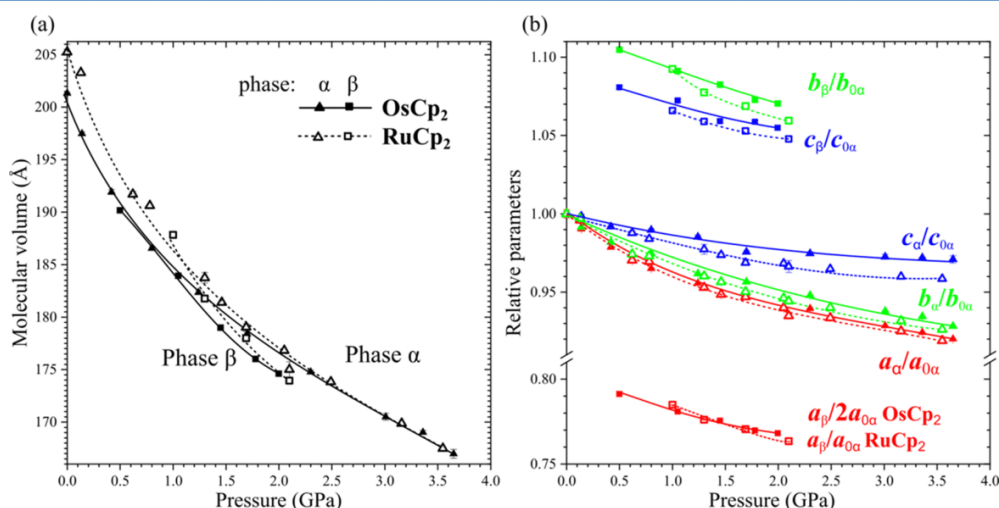 (a)
205
200
195
190
185
180
175
170
165
Molecular volume (Å)
phase: α β
OsCp₂
RuCp₂
Phase β
Phase α
0.0 0.5 1.0 1.5 2.0 2.5 3.0 3.5 4.0
Pressure (GPa)
(b)
1.10
1.05
1.00
0.95
0.80
0.75
Relative parameters
bᵦ/b₀α
cᵦ/c₀α
cα/c₀α
bα/b₀α
aα/a₀α
aᵦ/2a₀α OsCp₂
aᵦ/a₀α RuCp₂
0.0 0.5 1.0 1.5 2.0 2.5 3.0 3.5 4.0
Pressure (GPa)